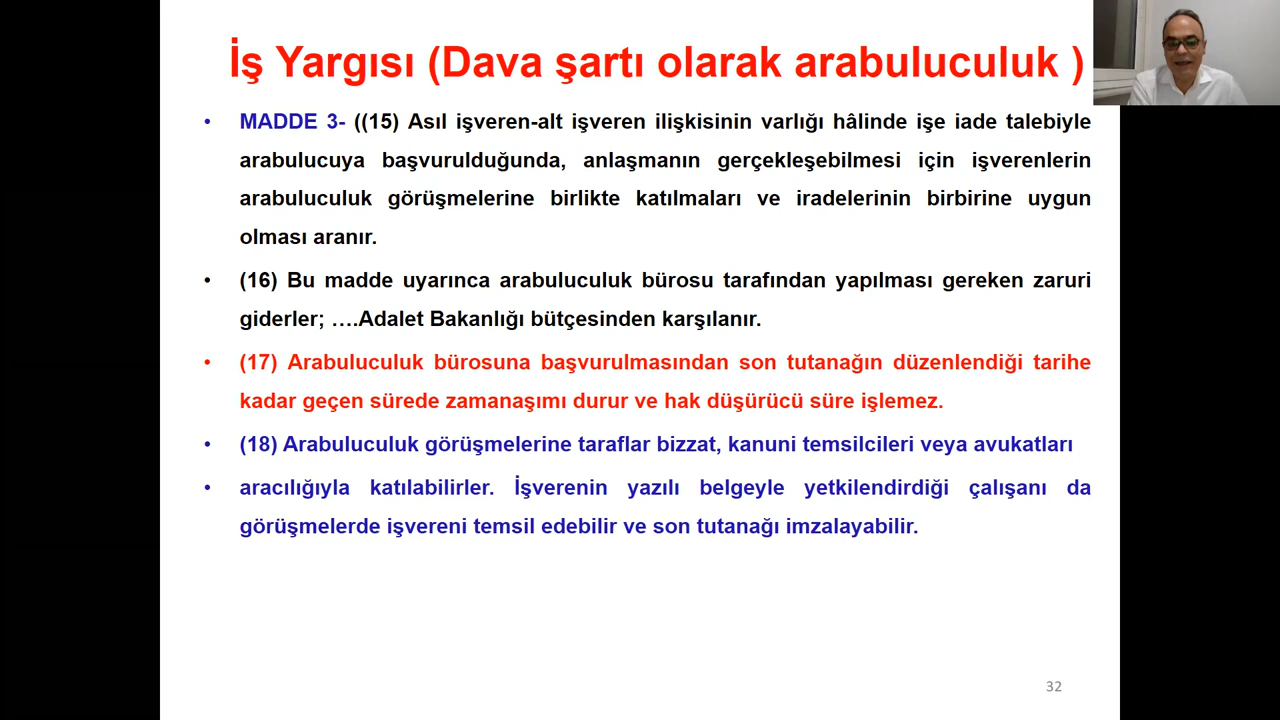 İş Yargısı (Dava şartı olarak arabuluculuk )
• MADDE 3- ((15) Asıl işveren-alt işveren ilişkisinin varlığı hâlinde işe iade talebiyle
arabulucuya başvurulduğunda, anlaşmanın gerçekleşebilmesi için işverenlerin
arabuluculuk görüşmelerine birlikte katılmaları ve iradelerinin birbirine uygun
olması aranır.
• (16) Bu madde uyarınca arabuluculuk bürosu tarafından yapılması gereken zaruri
giderler; ….Adalet Bakanlığı bütçesinden karşılanır.
• (17) Arabuluculuk bürosuna başvurulmasından son tutanağın düzenlendiği tarihe
kadar geçen sürede zamanaşımı durur ve hak düşürücü süre işlemez.
• (18) Arabuluculuk görüşmelerine taraflar bizzat, kanuni temsilcileri veya avukatları
• aracılığıyla katılabilirler. İşverenin yazılı belgeyle yetkilendirdiği çalışanı da
görüşmelerde işvereni temsil edebilir ve son tutanağı imzalayabilir.
32